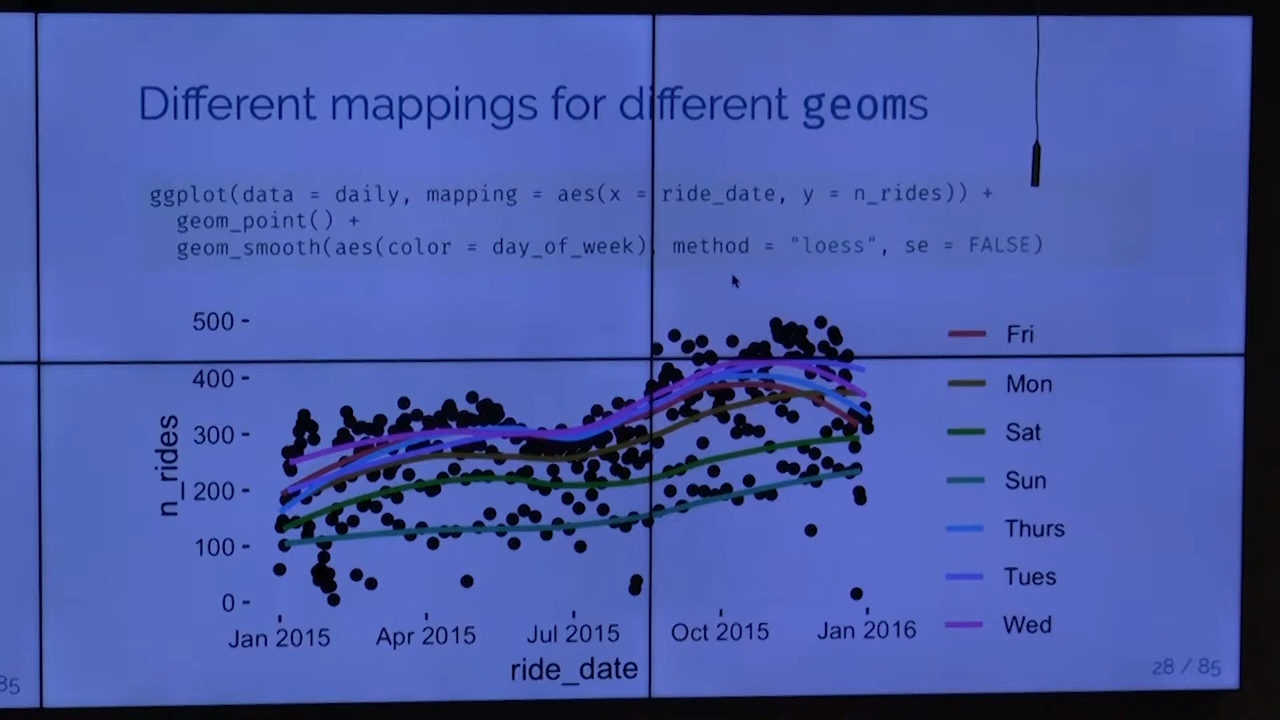 Different mappings for different geoms
ggplot(data = daily, mapping = aes(x = ride_date, y = n_rides)) +
geom_point() +
geom_smooth(aes(color = day_of_week), method = "loess", se = FALSE)
500
400
300
200
100
0
n_rides
Jan 2015
Apr 2015
Jul 2015
Oct 2015
Jan 2016
ride_date
Fri
Mon
Sat
Sun
Thurs
Tues
Wed
28 / 85
85